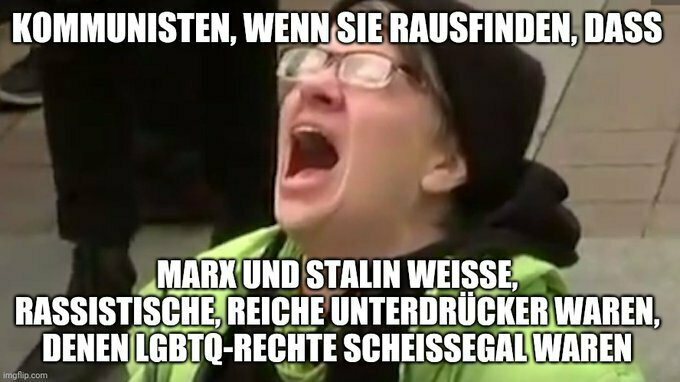 KOMMUNISTEN, WENN SIE RAUSFINDEN, DASS
MARX UND STALIN WEISSE,
RASSISTISCHE, REICHE UNTERDRÜCKER WAREN,
DENEN LGBTQ-RECHTE SCHEISSEGAL WAREN
imgflip.com